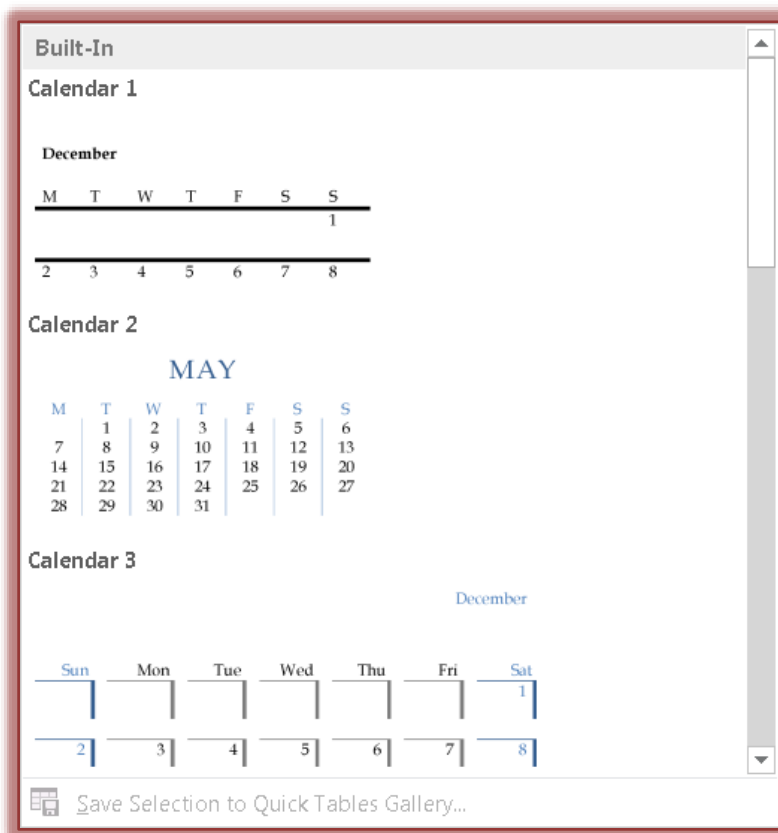 Built-In
Calendar 1
December
M T W T F S S
1
2 3 4 5 6 7 8
Calendar 2
MAY
M T W T F S S
1 2 3 4 5 6
7 8 9 10 11 12 13
14 15 16 17 18 19 20
21 22 23 24 25 26 27
28 29 30 31
Calendar 3
December
Sun Mon Tue Wed Thu Fri Sat
1
2 3 4 5 6 7 8
Save Selection to Quick Tables Gallery...